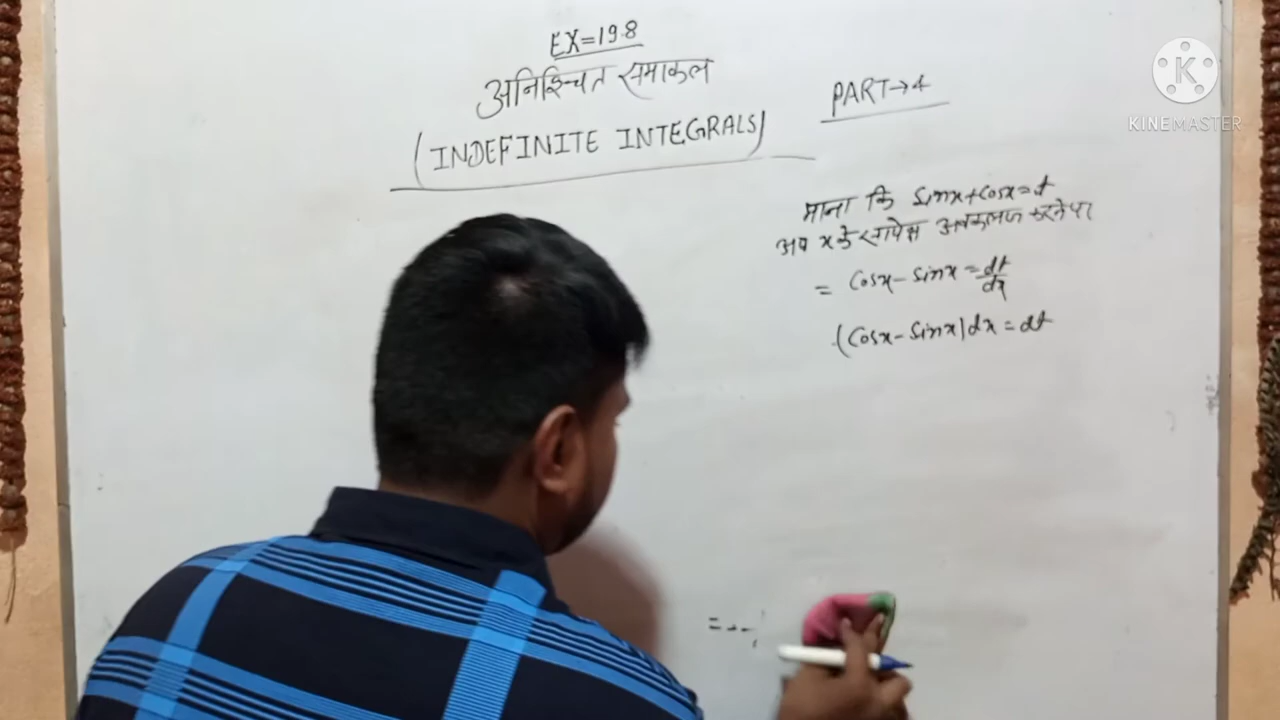 EX=19.8
अनिश्चित समाकल
(INDEFINITE INTEGRALS)
PART→4
माना कि Sinx+Cosx=t
अब x के सापेक्ष अवकलन करने पर
= Cosx-Sinx = dt/dx
(Cosx-Sinx)dx = dt
KINEMASTER